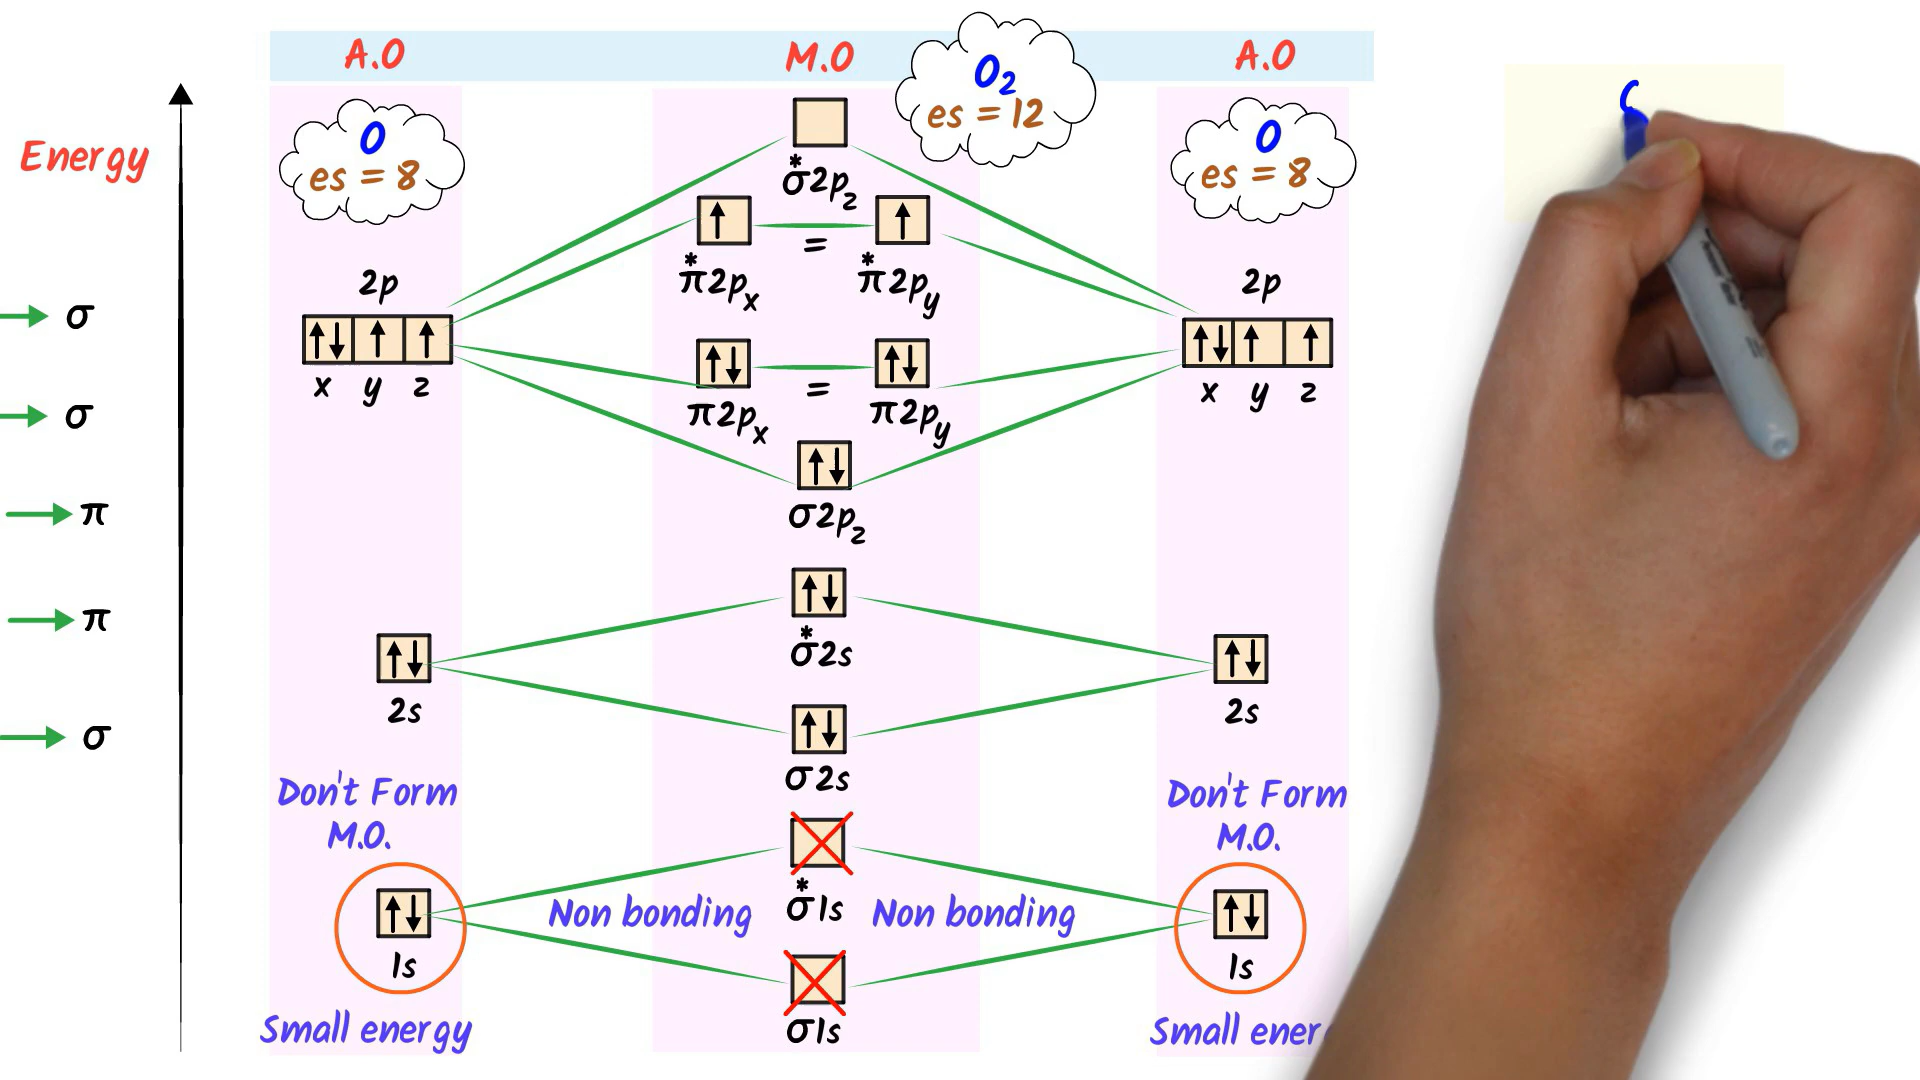 A.O
M.O
A.O
O₂
es = 12
O
es = 8
O
es = 8
Energy
σ*2p_z
↑
=
↑
π*2p_x
π*2p_y
2p
2p
→ σ
↑↓ ↑ ↑
↑↓ ↑ ↑
x y z
x y z
↑↓
=
↑↓
π2p_x
π2p_y
→ σ
↑↓
σ2p_z
→ π
↑↓
σ*2s
→ π
↑↓
2s
↑↓
2s
↑↓
σ2s
→ σ
Don't Form
M.O.
Don't Form
M.O.
Non bonding
σ*1s
Non bonding
↑↓
1s
↑↓
1s
σ1s
Small energy
Small ener